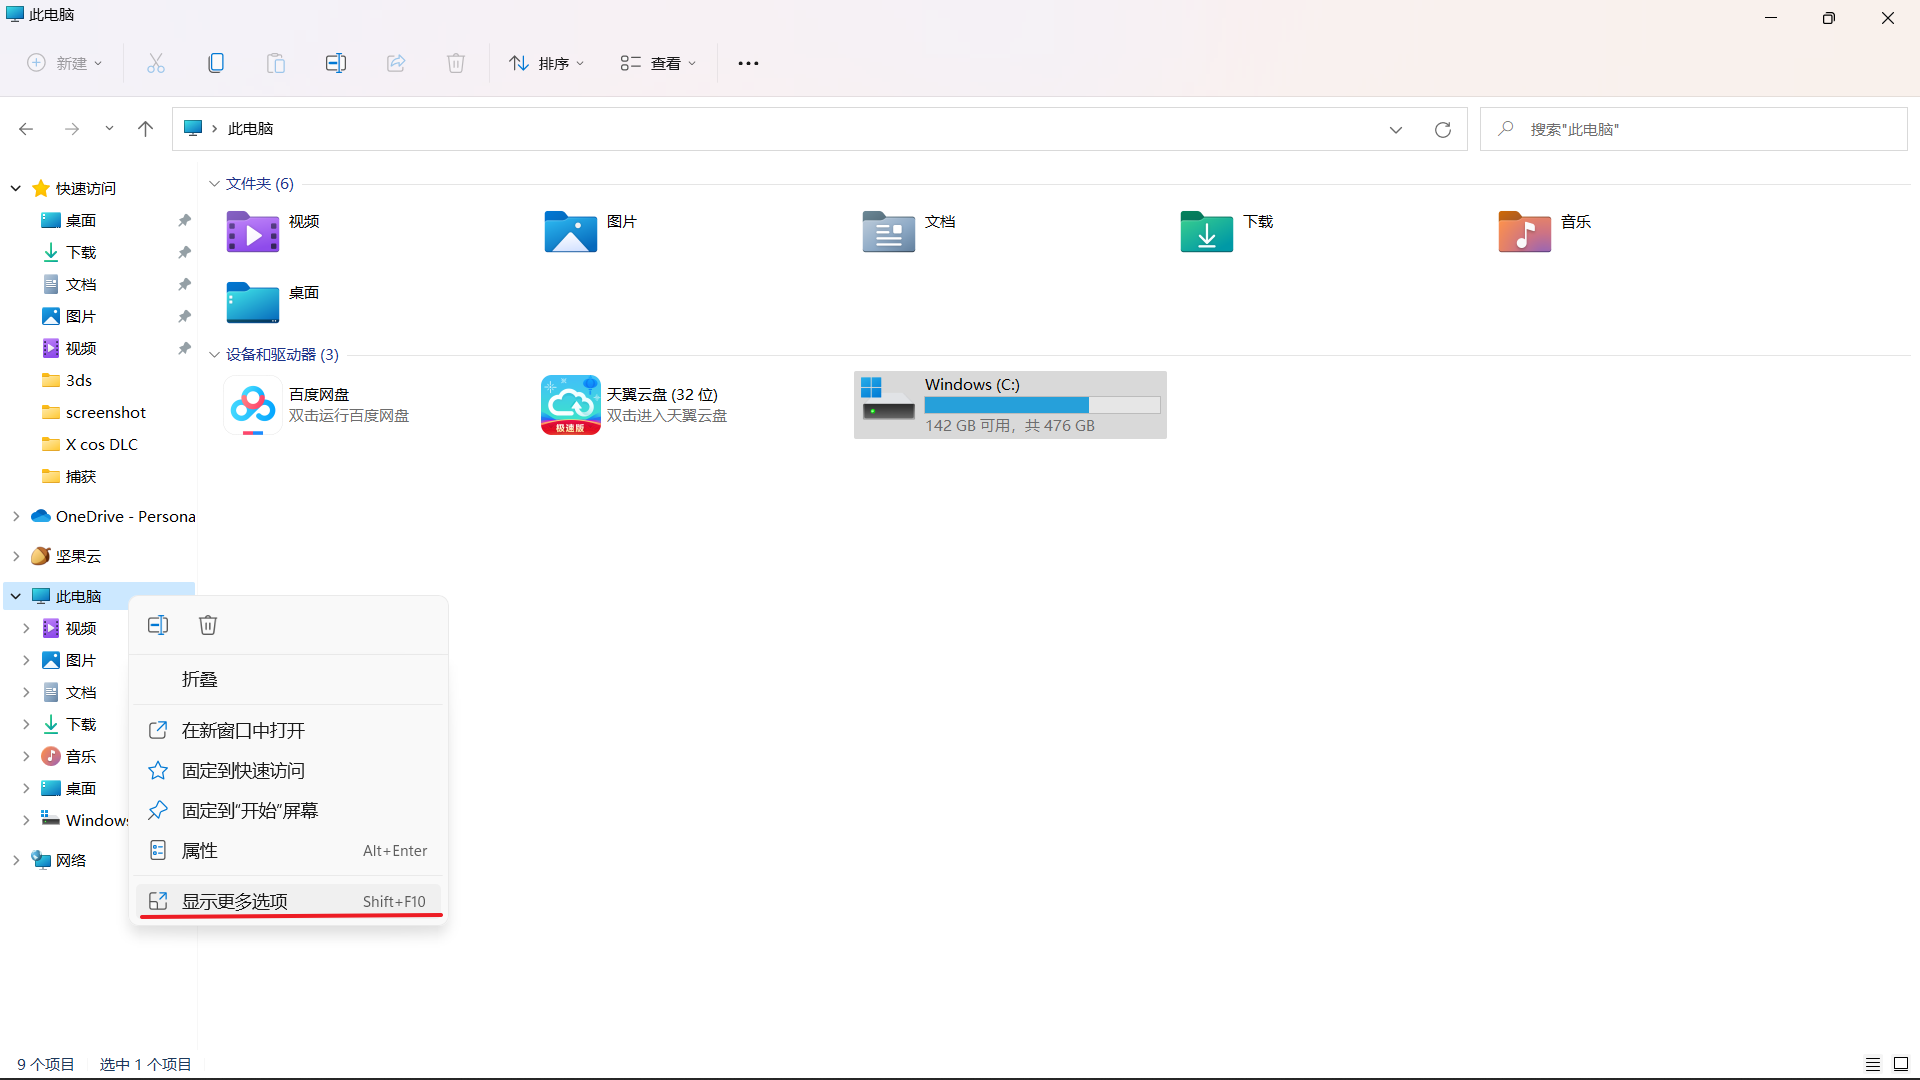 此电脑
新建
排序
查看
此电脑
搜索"此电脑"
快速访问
桌面
下载
文档
图片
视频
3ds
screenshot
X cos DLC
捕获
OneDrive - Persona
坚果云
此电脑
视频
图片
文档
下载
音乐
桌面
Windows
网络
文件夹 (6)
视频
图片
文档
下载
音乐
桌面
设备和驱动器 (3)
百度网盘
双击运行百度网盘
天翼云盘 (32 位)
双击进入天翼云盘
极速版
Windows (C:)
142 GB 可用，共 476 GB
折叠
在新窗口中打开
固定到快速访问
固定到"开始"屏幕
属性 Alt+Enter
显示更多选项 Shift+F10
9 个项目 选中 1 个项目